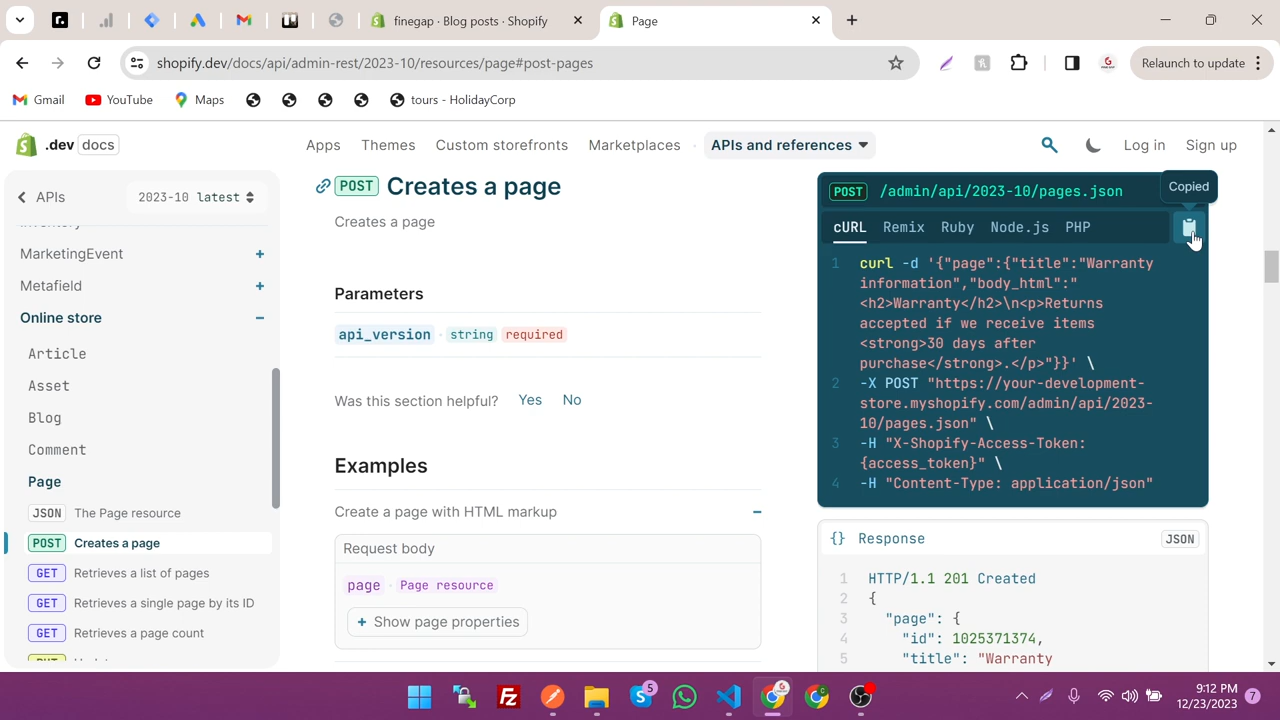 finegap · Blog posts · Shopify
Page
shopify.dev/docs/api/admin-rest/2023-10/resources/page#post-pages
Relaunch to update
Gmail
YouTube
Maps
tours - HolidayCorp
.dev docs
Apps
Themes
Custom storefronts
Marketplaces
APIs and references
Log in
Sign up
APIs
2023-10 latest
MarketingEvent
Metafield
Online store
Article
Asset
Blog
Comment
Page
JSON The Page resource
POST Creates a page
GET Retrieves a list of pages
GET Retrieves a single page by its ID
GET Retrieves a page count
POST Creates a page
Creates a page
Parameters
api_version · string required
Was this section helpful? Yes No
Examples
Create a page with HTML markup
Request body
page · Page resource
+ Show page properties
POST /admin/api/2023-10/pages.json
Copied
cURL Remix Ruby Node.js PHP
1 curl -d '{"page":{"title":"Warranty
information","body_html":"
<h2>Warranty</h2>\n<p>Returns
accepted if we receive items
<strong>30 days after
purchase</strong>.</p>"}}' \
2 -X POST "https://your-development-
store.myshopify.com/admin/api/2023-
10/pages.json" \
3 -H "X-Shopify-Access-Token:
{access_token}" \
4 -H "Content-Type: application/json"
{} Response
JSON
1 HTTP/1.1 201 Created
2 {
3 "page": {
4 "id": 1025371374,
5 "title": "Warranty
5
9:12 PM
12/23/2023
7